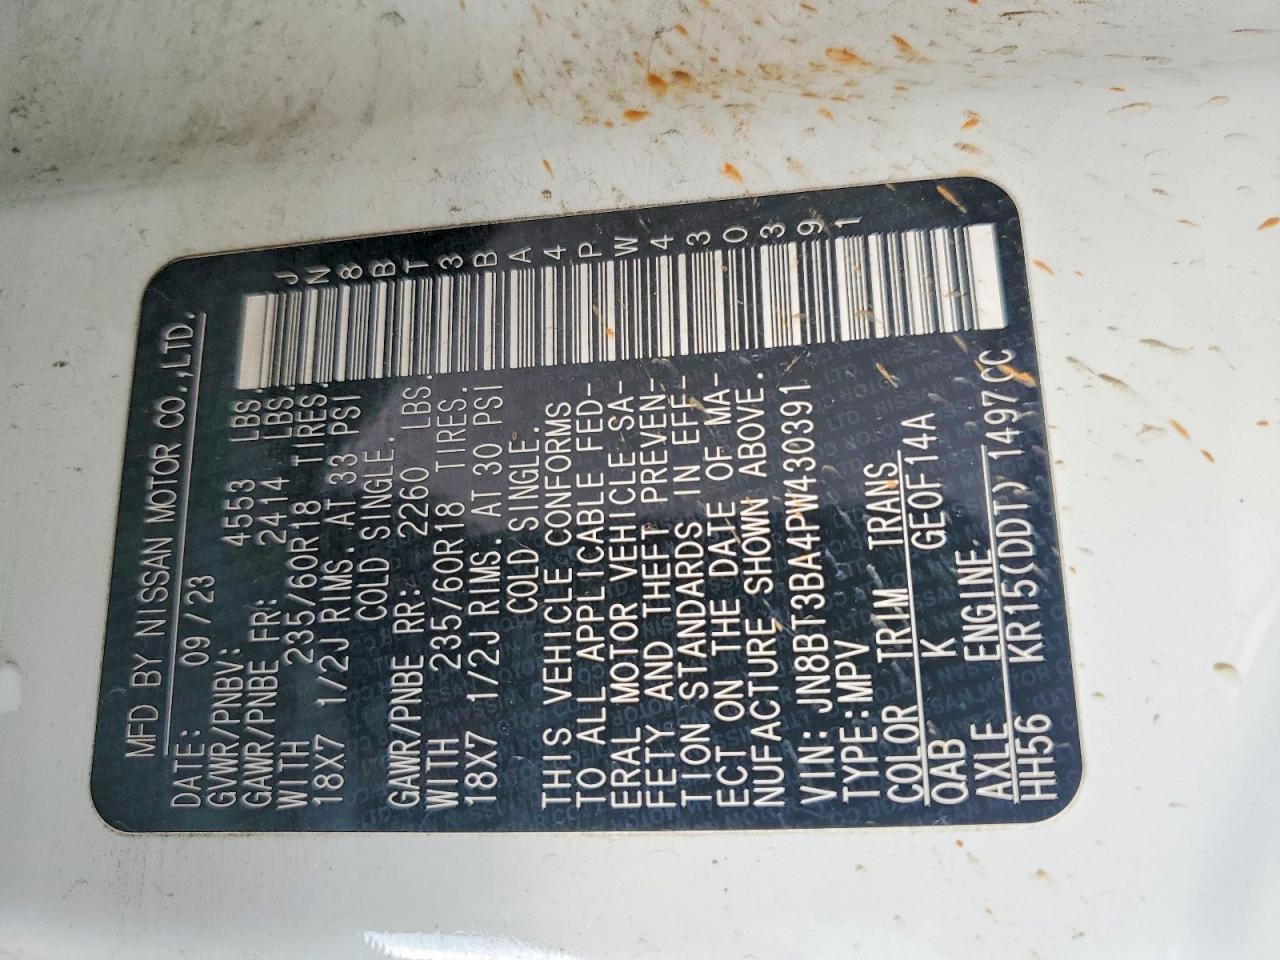 JN8BT3BA4PW430391
MFD BY NISSAN MOTOR CO.,LTD.
DATE: 09/23
GVWR/PNBV: 4553 LBS.
GAWR/PNBE FR: 2414 LBS.
WITH 235/60R18 TIRES.
18X7 1/2J RIMS. AT 33 PSI
COLD SINGLE.
GAWR/PNBE RR: 2260 LBS.
WITH 235/60R18 TIRES.
18X7 1/2J RIMS. AT 30 PSI
COLD SINGLE.
THIS VEHICLE CONFORMS
TO ALL APPLICABLE FED-
ERAL MOTOR VEHICLE SA-
FETY AND THEFT PREVEN-
TION STANDARDS IN EFF-
ECT ON THE DATE OF MA-
NUFACTURE SHOWN ABOVE.
VIN: JN8BT3BA4PW430391
TYPE:MPV
COLOR TRIM TRANS
QAB K GE0F14A
AXLE ENGINE
HH56 KR15(DDT) 1497CC